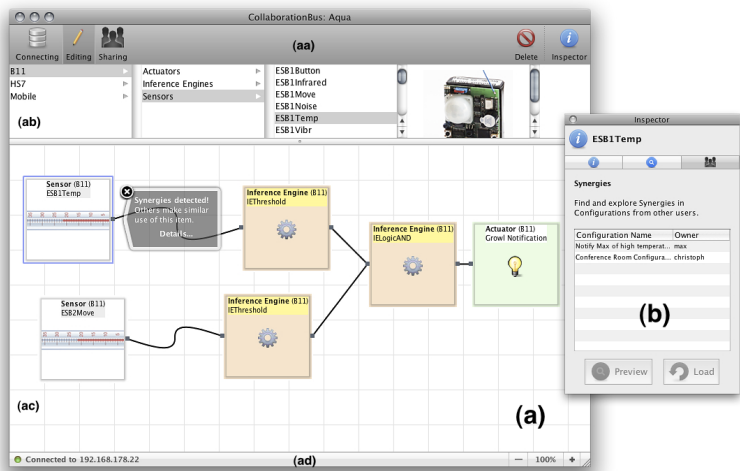 CollaborationBus: Aqua
Connecting Editing Sharing (aa) Delete Inspector
B11
HS7
Mobile
(ab)
Actuators
Inference Engines
Sensors
ESB1Button
ESB1Infrared
ESB1Move
ESB1Noise
ESB1Temp
ESB1Vibr
Sensor (B11)
ESB1Temp
Synergies detected!
Others make similar
use of this item.
Details...
Inference Engine (B11)
IEThreshold
Inference Engine (B11)
IELogicAND
Actuator (B11)
Growl Notification
Sensor (B11)
ESB2Move
Inference Engine (B11)
IEThreshold
(ac)
(a)
Connected to 192.168.178.22
(ad)
100%
Inspector
ESB1Temp
Synergies
Find and explore Synergies in
Configurations from other users.
Configuration Name Owner
Notify Max of high temperat... max
Conference Room Configura... christoph
(b)
Preview Load